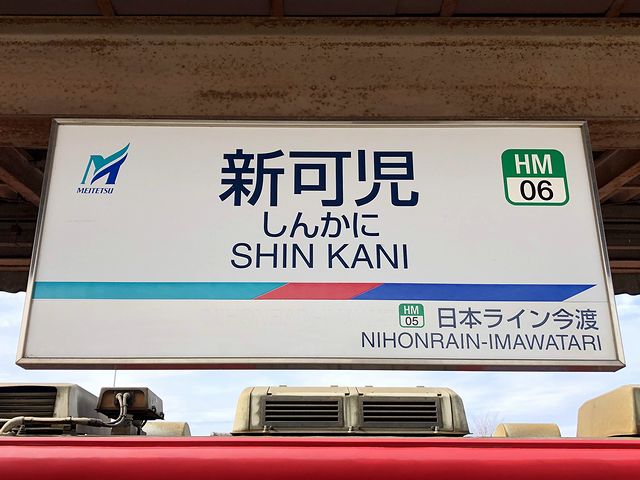 MEITETSU
新可児
しんかに
SHIN KANI
HM
06
HM
05
日本ライン今渡
NIHONRAIN-IMAWATARI